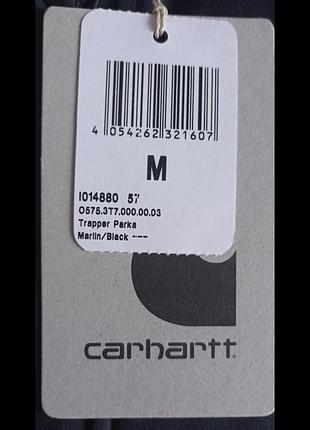 4 054262 321607
M
I014880 57
0575.3T7.000.00.03
Trapper Parka
Marlin/Black ----
carhartt